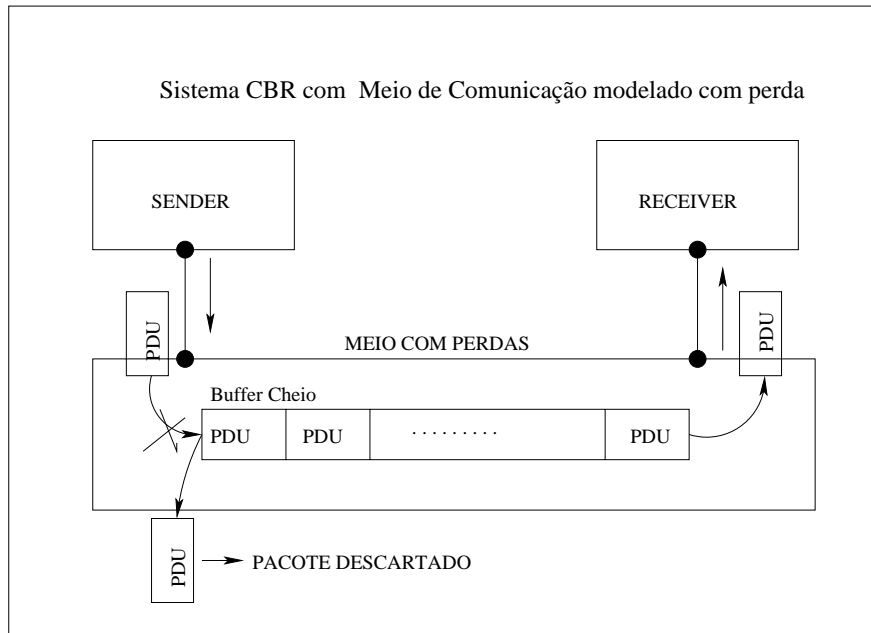 Sistema CBR com Meio de Comunicação modelado com perda
SENDER
RECEIVER
PDU
PDU
MEIO COM PERDAS
Buffer Cheio
PDU
PDU
.........
PDU
PDU
PACOTE DESCARTADO